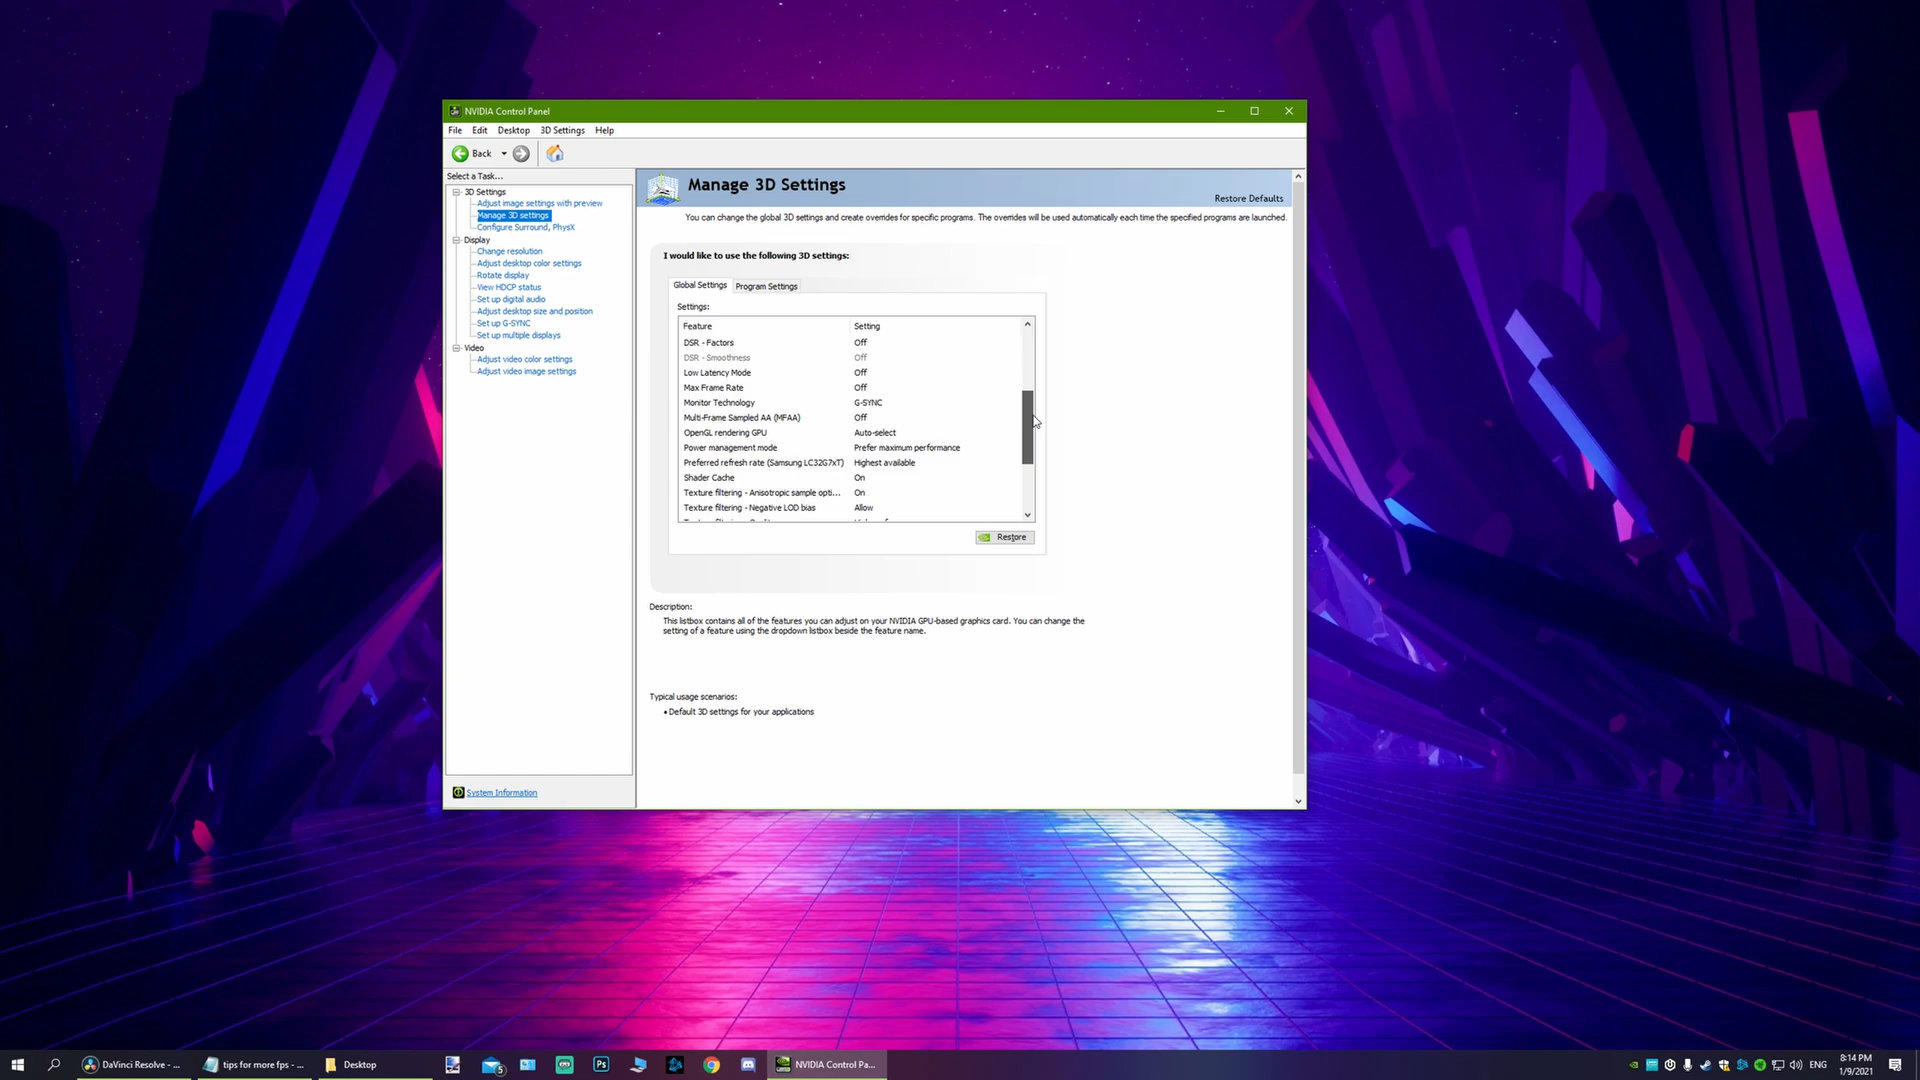 NVIDIA Control Panel
File Edit Desktop 3D Settings Help
Back
Select a Task...
3D Settings
Adjust image settings with preview
Manage 3D settings
Configure Surround, PhysX
Display
Change resolution
Adjust desktop color settings
Rotate display
View HDCP status
Set up digital audio
Adjust desktop size and position
Set up G-SYNC
Set up multiple displays
Video
Adjust video color settings
Adjust video image settings
System Information
Manage 3D Settings
Restore Defaults
You can change the global 3D settings and create overrides for specific programs. The overrides will be used automatically each time the specified programs are launched.
I would like to use the following 3D settings:
Global Settings Program Settings
Settings:
Feature Setting
DSR - Factors Off
DSR - Smoothness Off
Low Latency Mode Off
Max Frame Rate Off
Monitor Technology G-SYNC
Multi-Frame Sampled AA (MFAA) Off
OpenGL rendering GPU Auto-select
Power management mode Prefer maximum performance
Preferred refresh rate (Samsung LC32G7xT) Highest available
Shader Cache On
Texture filtering - Anisotropic sample opti... On
Texture filtering - Negative LOD bias Allow
Restore
Description:
This listbox contains all of the features you can adjust on your NVIDIA GPU-based graphics card. You can change the
setting of a feature using the dropdown listbox beside the feature name.
Typical usage scenarios:
• Default 3D settings for your applications
DaVinci Resolve - ... tips for more fps - ... Desktop 5 Ps NVIDIA Control Pa... ENG 8:14 PM
1/9/2021